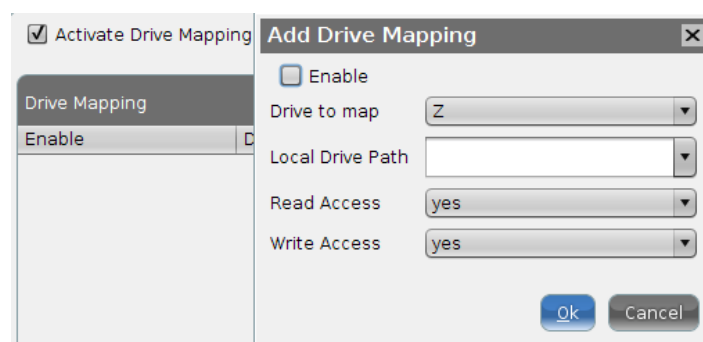 Activate Drive Mapping
Drive Mapping
Enable D
Add Drive Mapping
Enable
Drive to map Z
Local Drive Path
Read Access yes
Write Access yes
Ok Cancel